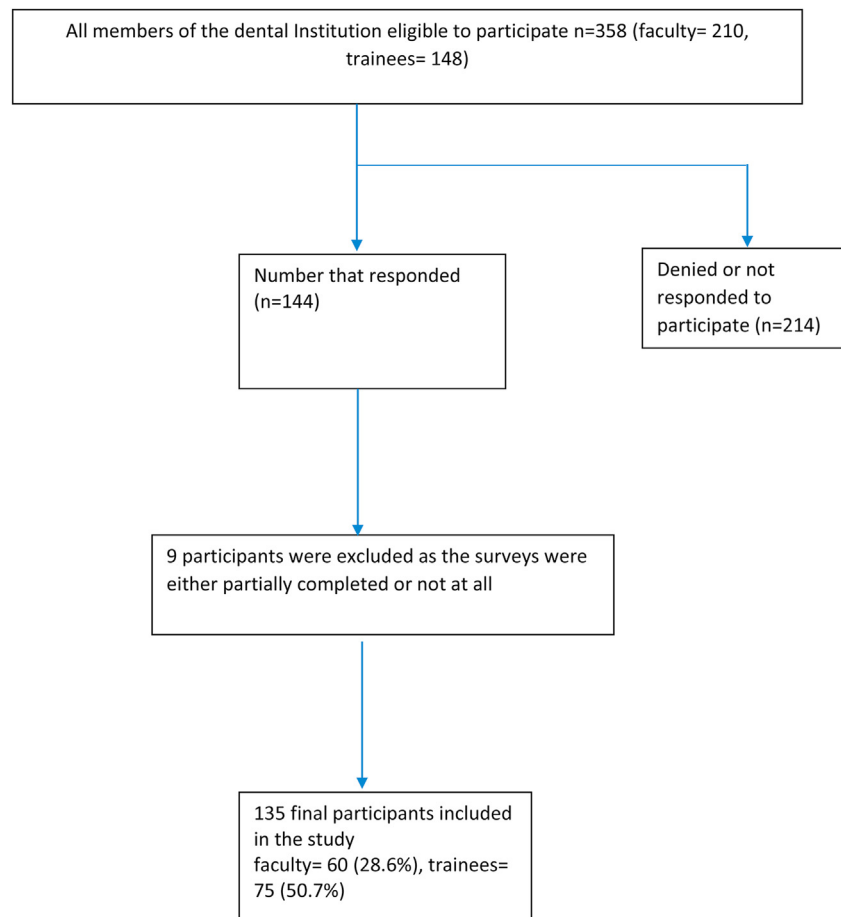 All members of the dental Institution eligible to participate n=358 (faculty= 210,
trainees= 148)
Number that responded
(n=144)
Denied or not
responded to
participate (n=214)
9 participants were excluded as the surveys were
either partially completed or not at all
135 final participants included
in the study
faculty= 60 (28.6%), trainees=
75 (50.7%)